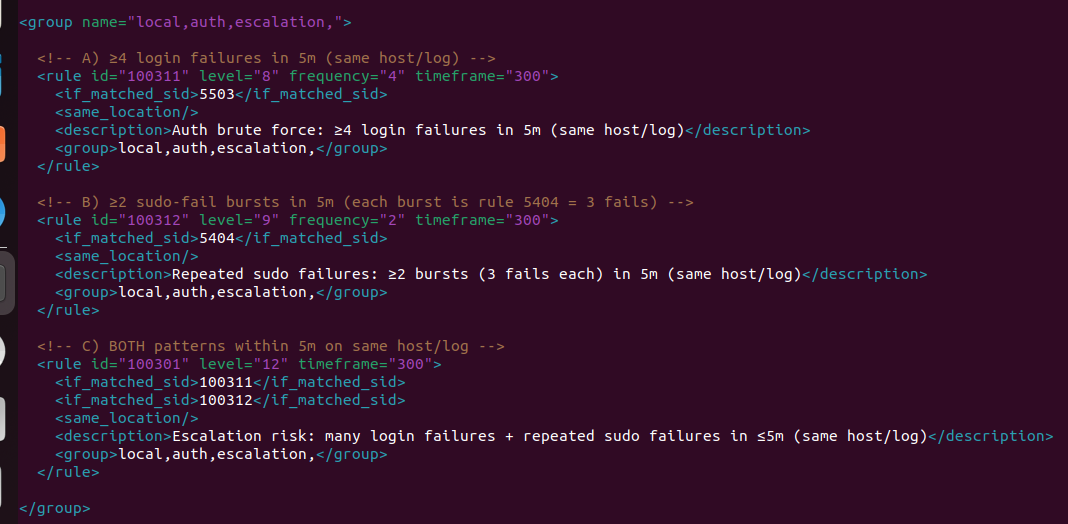 <group name="local,auth,escalation,">
<!-- A) ≥4 login failures in 5m (same host/log) -->
<rule id="100311" level="8" frequency="4" timeframe="300">
<if_matched_sid>5503</if_matched_sid>
<same_location/>
<description>Auth brute force: ≥4 login failures in 5m (same host/log)</description>
<group>local,auth,escalation,</group>
</rule>
<!-- B) ≥2 sudo-fail bursts in 5m (each burst is rule 5404 = 3 fails) -->
<rule id="100312" level="9" frequency="2" timeframe="300">
<if_matched_sid>5404</if_matched_sid>
<same_location/>
<description>Repeated sudo failures: ≥2 bursts (3 fails each) in 5m (same host/log)</description>
<group>local,auth,escalation,</group>
</rule>
<!-- C) BOTH patterns within 5m on same host/log -->
<rule id="100301" level="12" timeframe="300">
<if_matched_sid>100311</if_matched_sid>
<if_matched_sid>100312</if_matched_sid>
<same_location/>
<description>Escalation risk: many login failures + repeated sudo failures in ≤5m (same host/log)</description>
<group>local,auth,escalation,</group>
</rule>
</group>